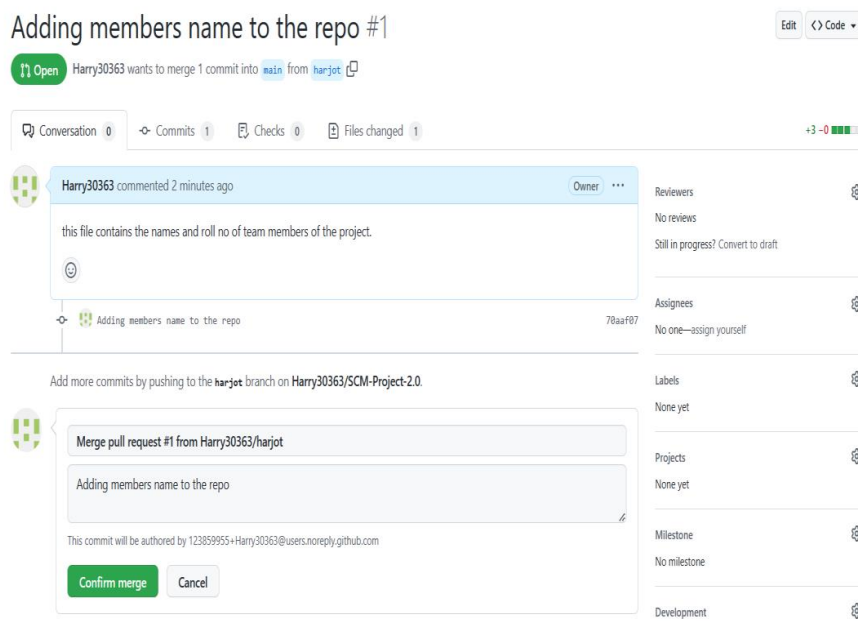 Adding members name to the repo #1
Edit <> Code
Open Harry30363 wants to merge 1 commit into main from harjot
Conversation 0 Commits 1 Checks 0 Files changed 1 +3 −0
Harry30363 commented 2 minutes ago Owner ...
this file contains the names and roll no of team members of the project.
Adding members name to the repo 70aaf07
Add more commits by pushing to the harjot branch on Harry30363/SCM-Project-2.0.
Merge pull request #1 from Harry30363/harjot
Adding members name to the repo
This commit will be authored by 123859955+Harry30363@users.noreply.github.com
Confirm merge Cancel
Reviewers
No reviews
Still in progress? Convert to draft
Assignees
No one—assign yourself
Labels
None yet
Projects
None yet
Milestone
No milestone
Development